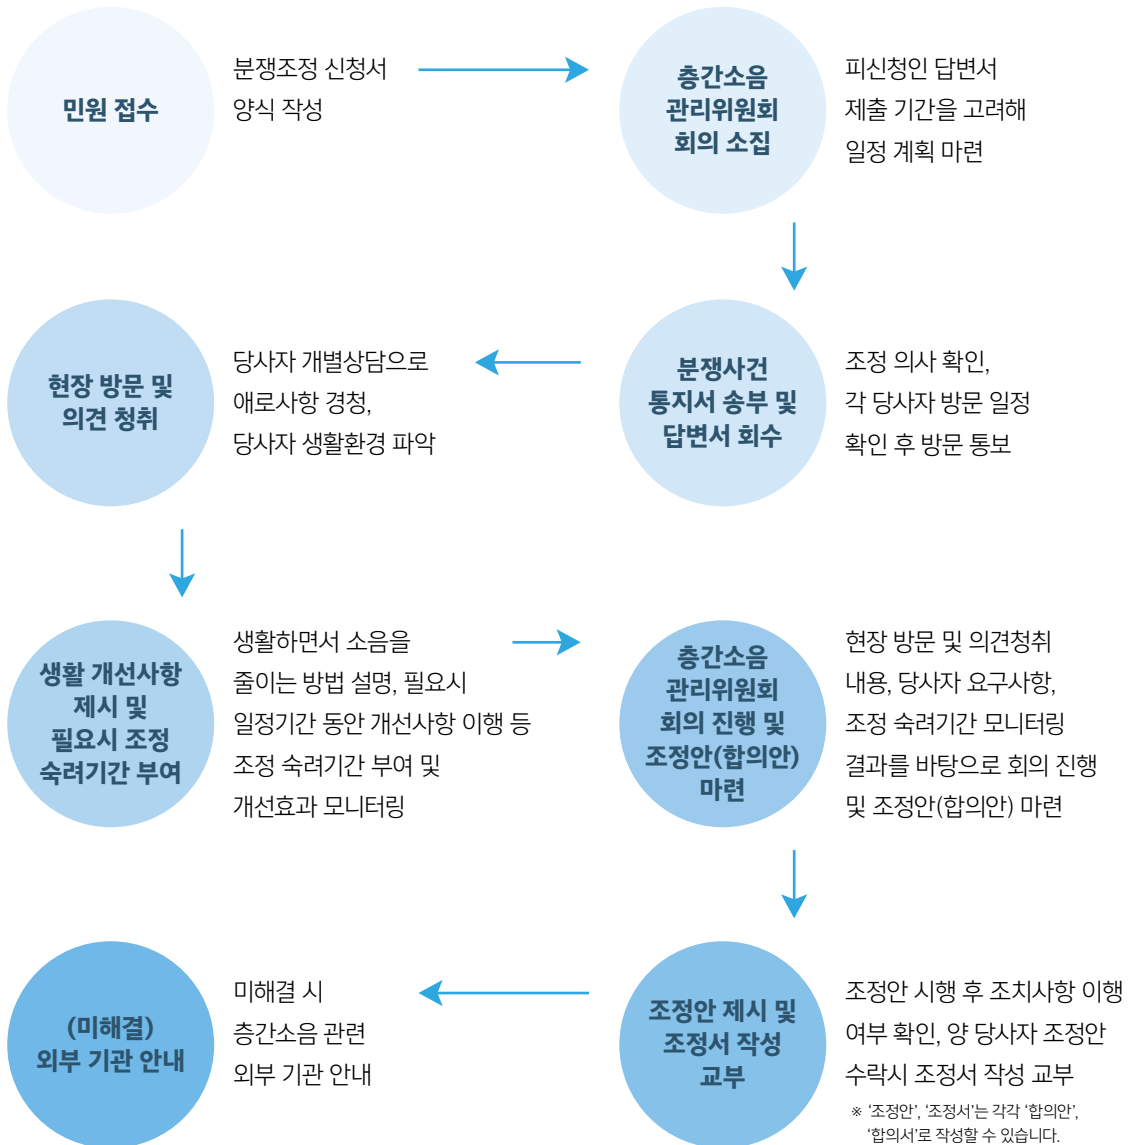 민원 접수
분쟁조정 신청서
양식 작성
층간소음
관리위원회
회의 소집
피신청인 답변서
제출 기간을 고려해
일정 계획 마련
분쟁사건
통지서 송부 및
답변서 회수
조정 의사 확인,
각 당사자 방문 일정
확인 후 방문 통보
현장 방문 및
의견 청취
당사자 개별상담으로
애로사항 경청,
당사자 생활환경 파악
생활 개선사항
제시 및
필요시 조정
숙려기간 부여
생활하면서 소음을
줄이는 방법 설명, 필요시
일정기간 동안 개선사항 이행 등
조정 숙려기간 부여 및
개선효과 모니터링
층간소음
관리위원회
회의 진행 및
조정안(합의안)
마련
현장 방문 및 의견청취
내용, 당사자 요구사항,
조정 숙려기간 모니터링
결과를 바탕으로 회의 진행
및 조정안(합의안) 마련
조정안 제시 및
조정서 작성
교부
조정안 시행 후 조치사항 이행
여부 확인, 양 당사자 조정안
수락시 조정서 작성 교부
※ ‘조정안’, ‘조정서’는 각각 ‘합의안’,
‘합의서’로 작성할 수 있습니다.
(미해결)
외부 기관 안내
미해결 시
층간소음 관련
외부 기관 안내